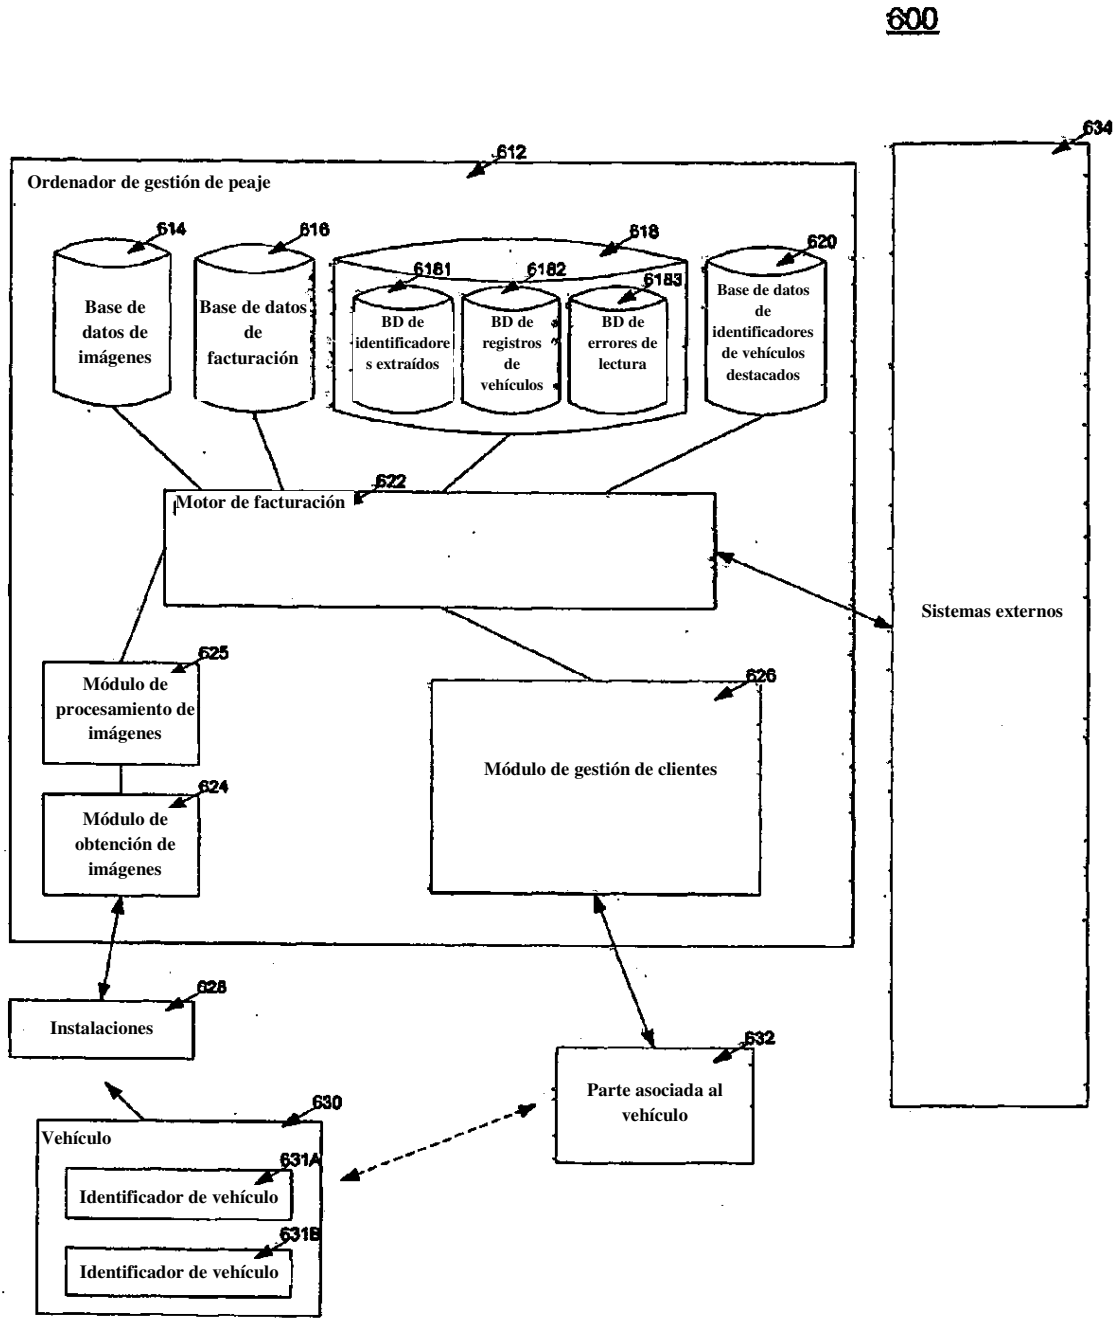 600
634
612
Ordenador de gestión de peaje
614
616
618
620
6181
6182
6183
Base de
datos de
imágenes
Base de datos
de
facturación
BD de
identificadore
s extraídos
BD de
registros
de
vehículos
BD de
errores de
lectura
Base de datos
de
identificadores
de vehículos
destacados
622
Motor de facturación
Sistemas externos
625
Módulo de
procesamiento de
imágenes
626
Módulo de gestión de clientes
624
Módulo de
obtención de
imágenes
628
Instalaciones
632
Parte asociada al
vehículo
630
Vehículo
631A
Identificador de vehículo
631B
Identificador de vehículo